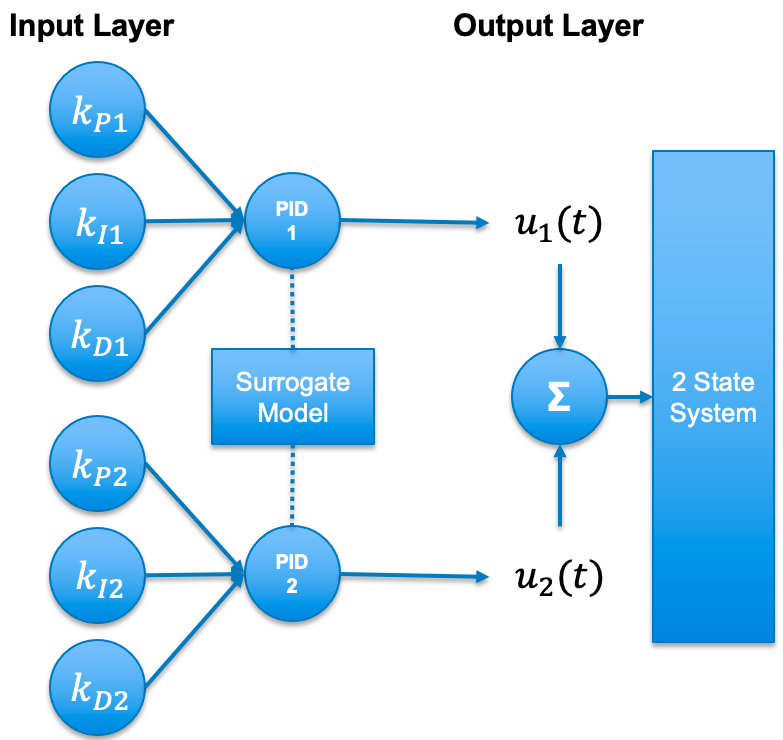 Input Layer
Output Layer
k_{P1}
k_{I1}
k_{D1}
PID
1
u_1(t)
Surrogate
Model
Σ
2 State
System
k_{P2}
k_{I2}
k_{D2}
PID
2
u_2(t)